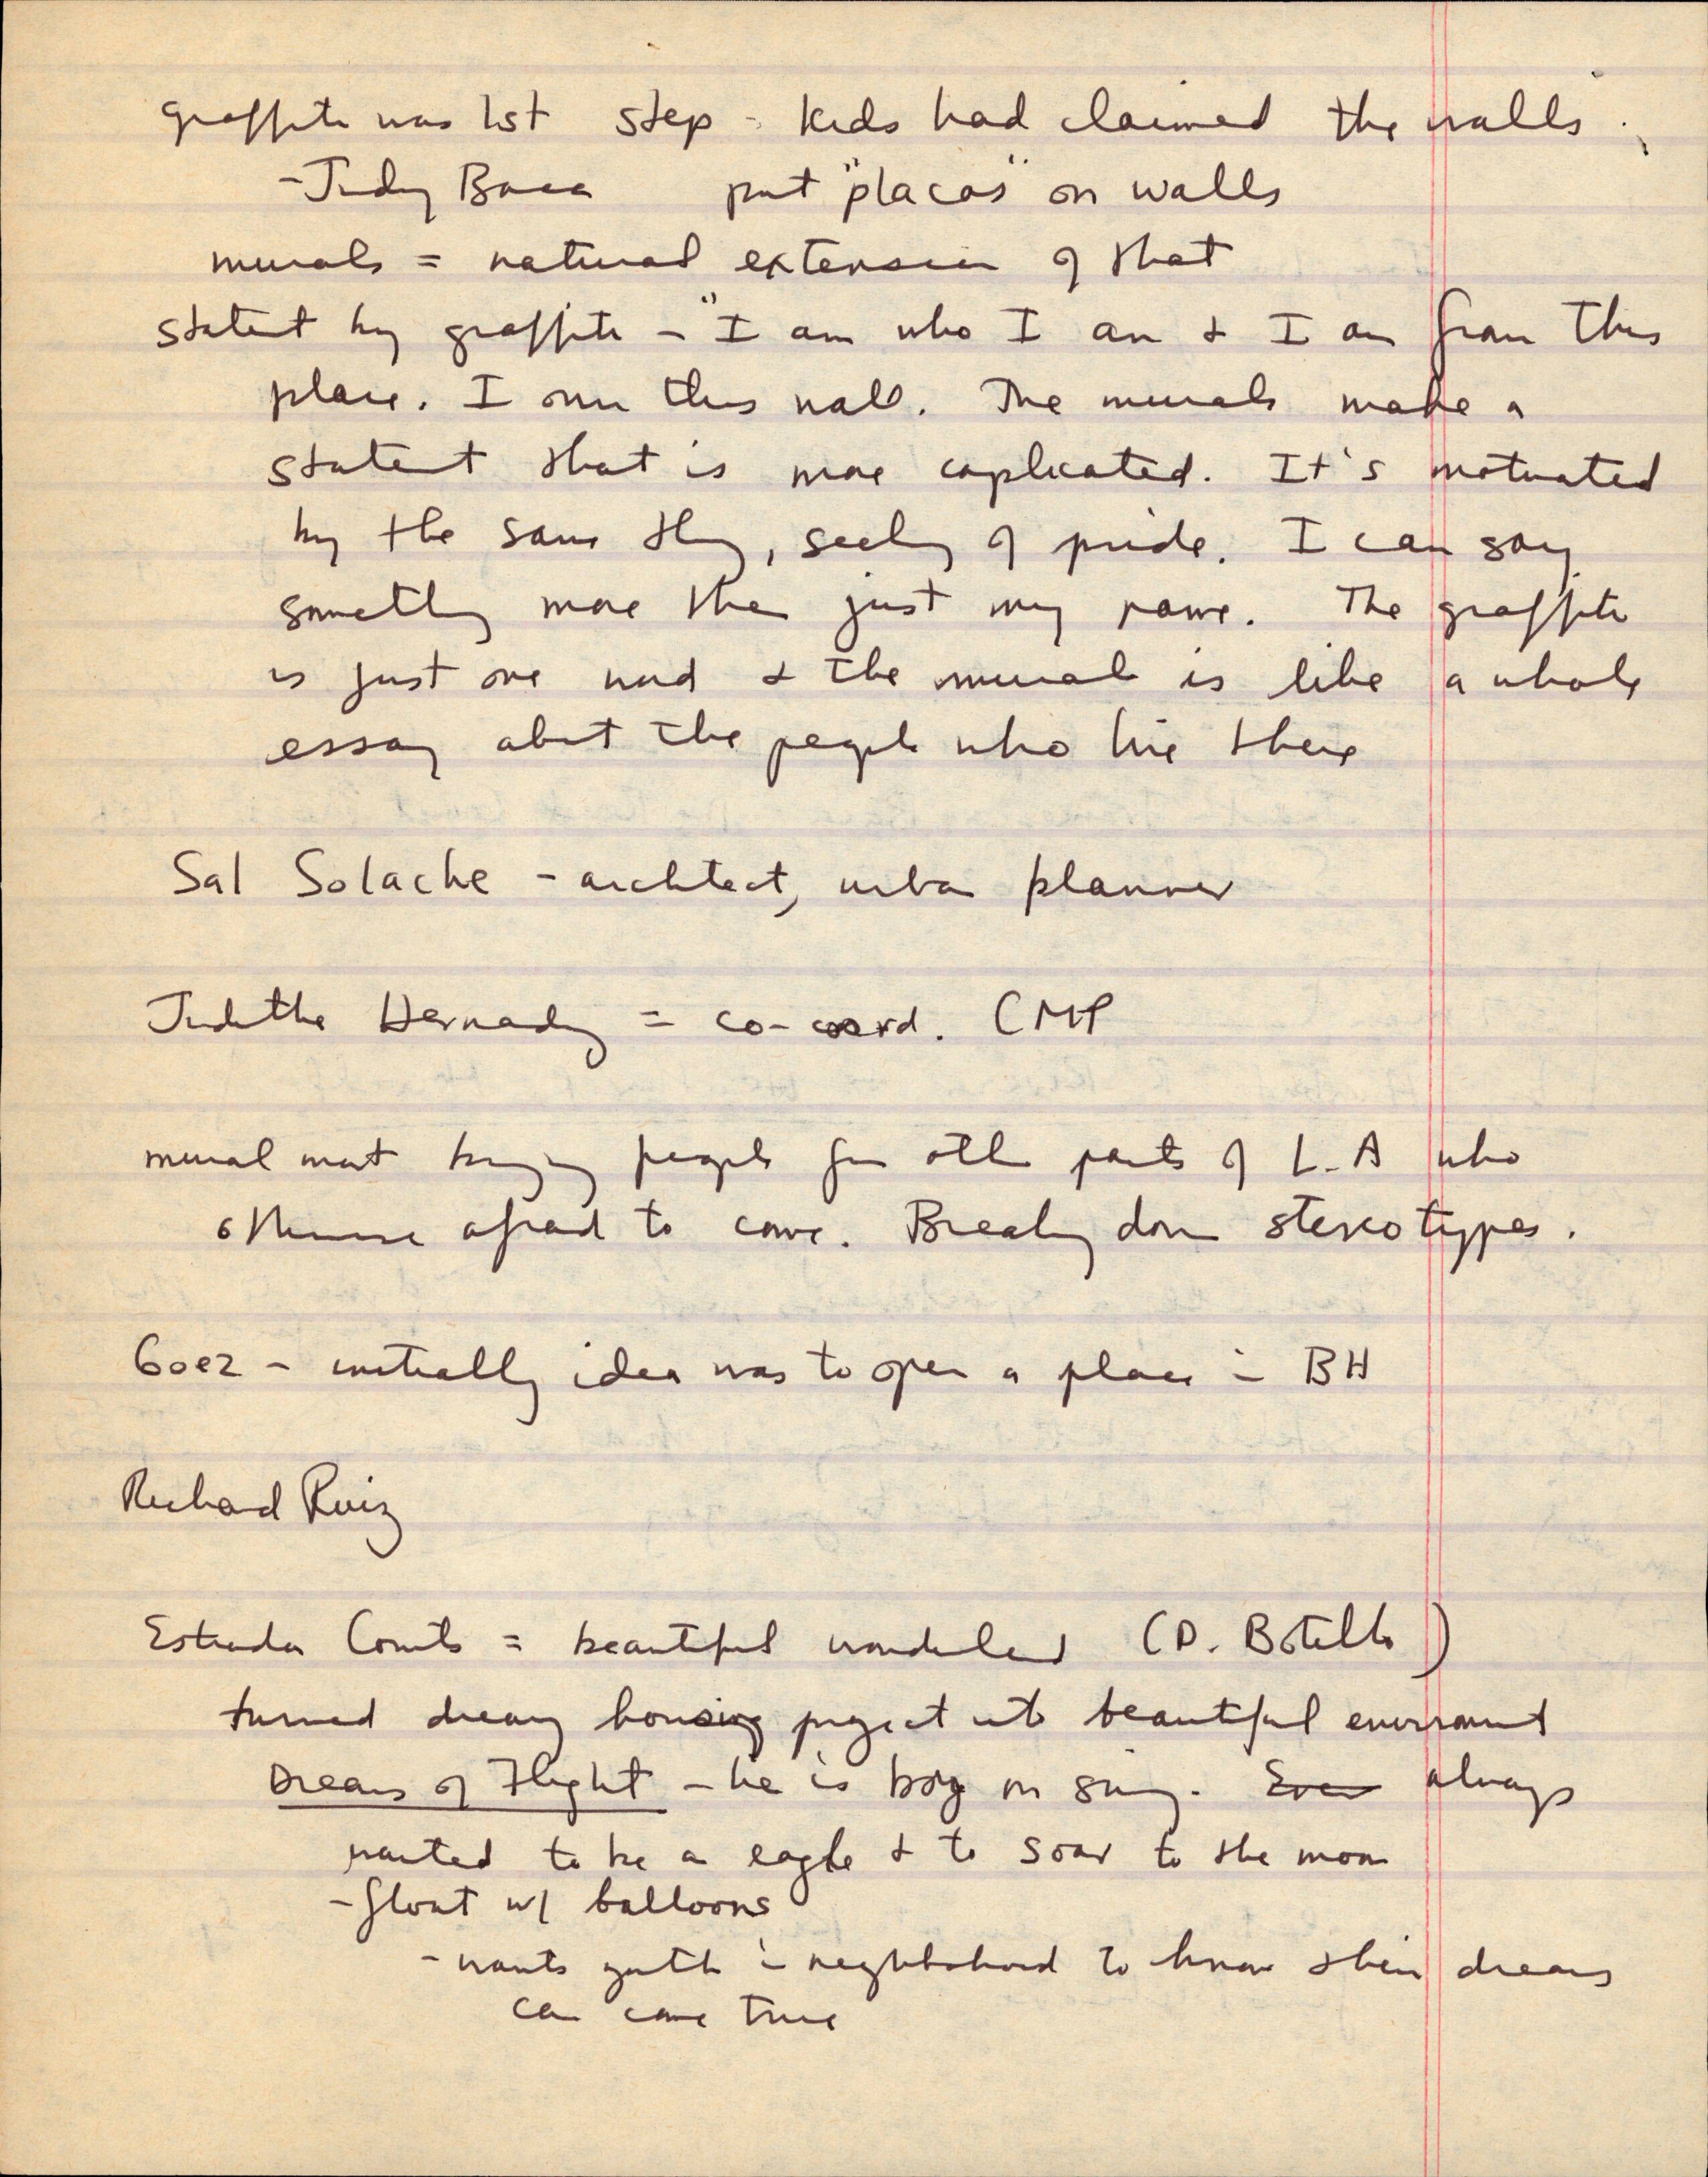 graffiti was 1st step - kids had claimed the walls.
- Judy Baca put "placas" on walls
murals = natural extension of that
statent by graffiti - "I am who I am & I am from this
place. I own this wall. The murals make a
statent that is more complicated. It's motivated
by the same thing, seeking of pride. I can say
something more than just my name. The graffiti
is just one word & the mural is like a whole
essay about the people who live there
Sal Solache - architect, urban planner
Judithe Hernandez = co-coord. CMP
mural mvt bringing people from other parts of L.A who
otherwise afraid to come. Breaking down stereotypes.
Goez - initially idea was to open a place in BH
Richard Ruiz
Estrada Courts = beautiful wonderland (D. Botello)
turned dreary housing project into beautiful environment
Dreams of Flight - he is boy on swing. Ever always
wanted to be a eagle & to soar to the moon
- float w/ balloons
- wants youth in neighborhood to know their dreams
can come true